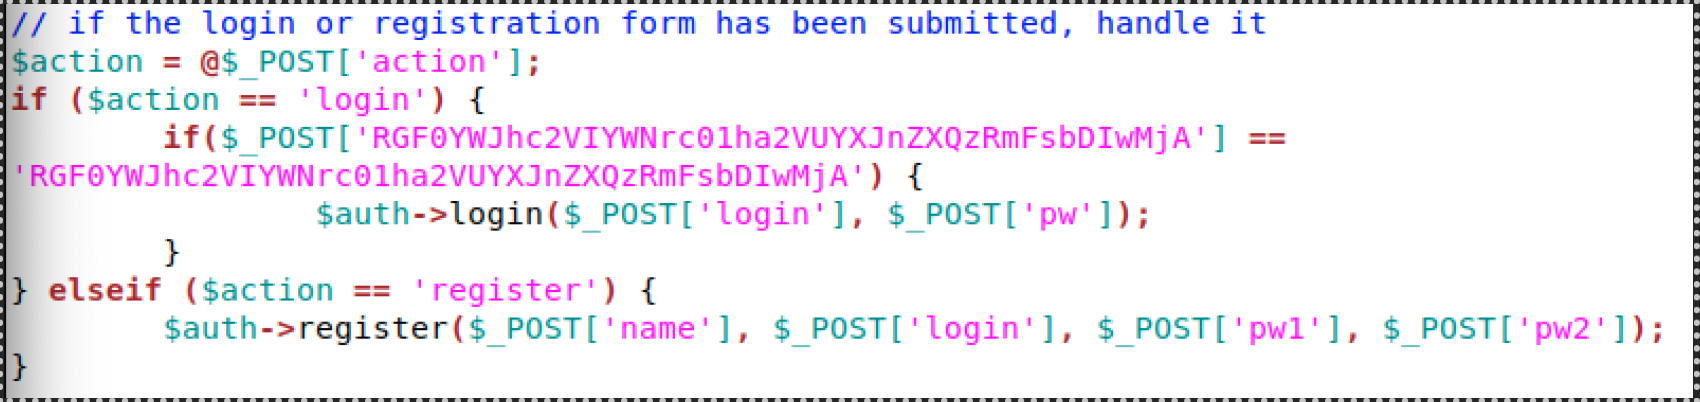 // if the login or registration form has been submitted, handle it
$action = @$_POST['action'];
if ($action == 'login') {
if($_POST['RGF0YWJhc2VIYWNrc01ha2VUYXJnZXQzRmFsbDIwMjA'] ==
'RGF0YWJhc2VIYWNrc01ha2VUYXJnZXQzRmFsbDIwMjA') {
$auth->login($_POST['login'], $_POST['pw']);
}
} elseif ($action == 'register') {
$auth->register($_POST['name'], $_POST['login'], $_POST['pw1'], $_POST['pw2']);
}